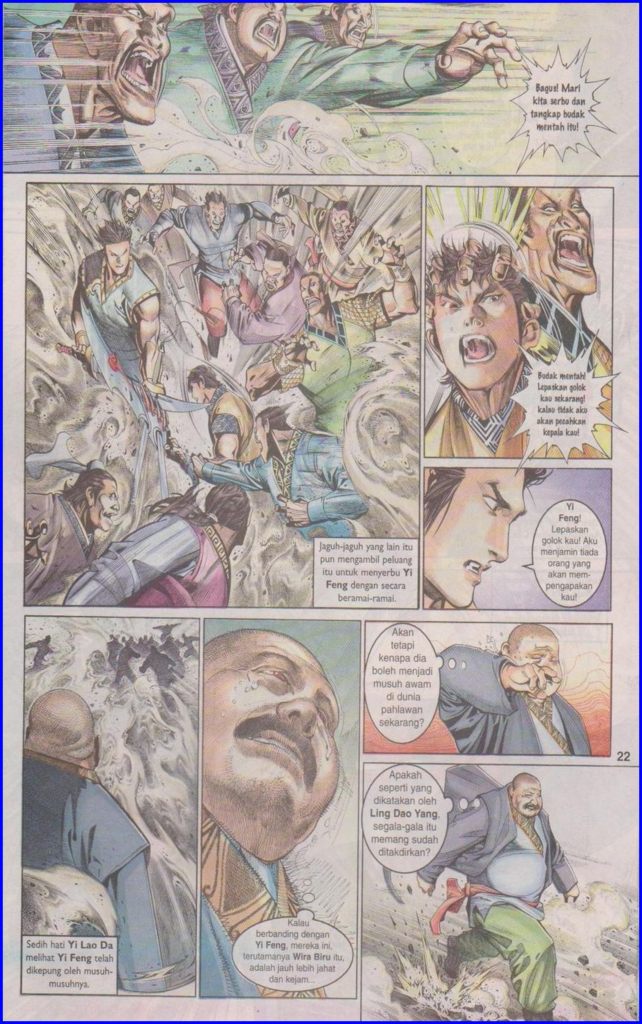 Bagus! Mari
kita serbu dan
tangkap budak
mentah itu!
Jaguh-jaguh yang lain itu
pun mengambil peluang
itu untuk menyerbu Yi
Feng dengan secara
beramai-ramai.
Budak mentah!
Lepaskan golok
kau sekarang!
kalau tidak aku
akan pecahkan
kepala kau!
Yi
Feng!
Lepaskan
golok kau! Aku
menjamin tiada
orang yang
akan mem-
pengapakan
kau!
Sedih hati Yi Lao Da
melihat Yi Feng telah
dikepung oleh musuh-
musuhnya.
Kalau
berbanding dengan
Yi Feng, mereka ini,
terutamanya Wira Biru itu,
adalah jauh lebih jahat
dan kejam...
Akan
tetapi
kenapa dia
boleh menjadi
musuh awam
di dunia
pahlawan
sekarang?
22
Apakah
seperti yang
dikatakan oleh
Ling Dao Yang,
segala-gala itu
memang sudah
ditakdirkan?